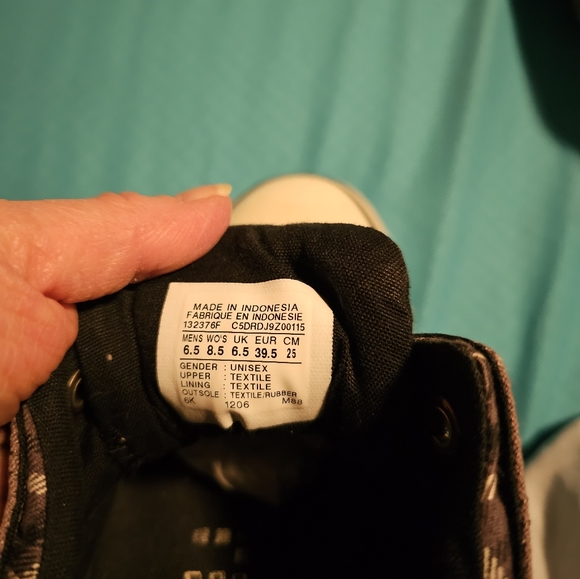 MADE IN INDONESIA
FABRIQUE EN INDONESIE
132376F C5DRDJ9Z00115
MENS WO'S UK EUR CM
6.5 8.5 6.5 39.5 25
GENDER : UNISEX
UPPER : TEXTILE
LINING : TEXTILE
OUTSOLE : TEXTILE/RUBBER
6K 1206 M88